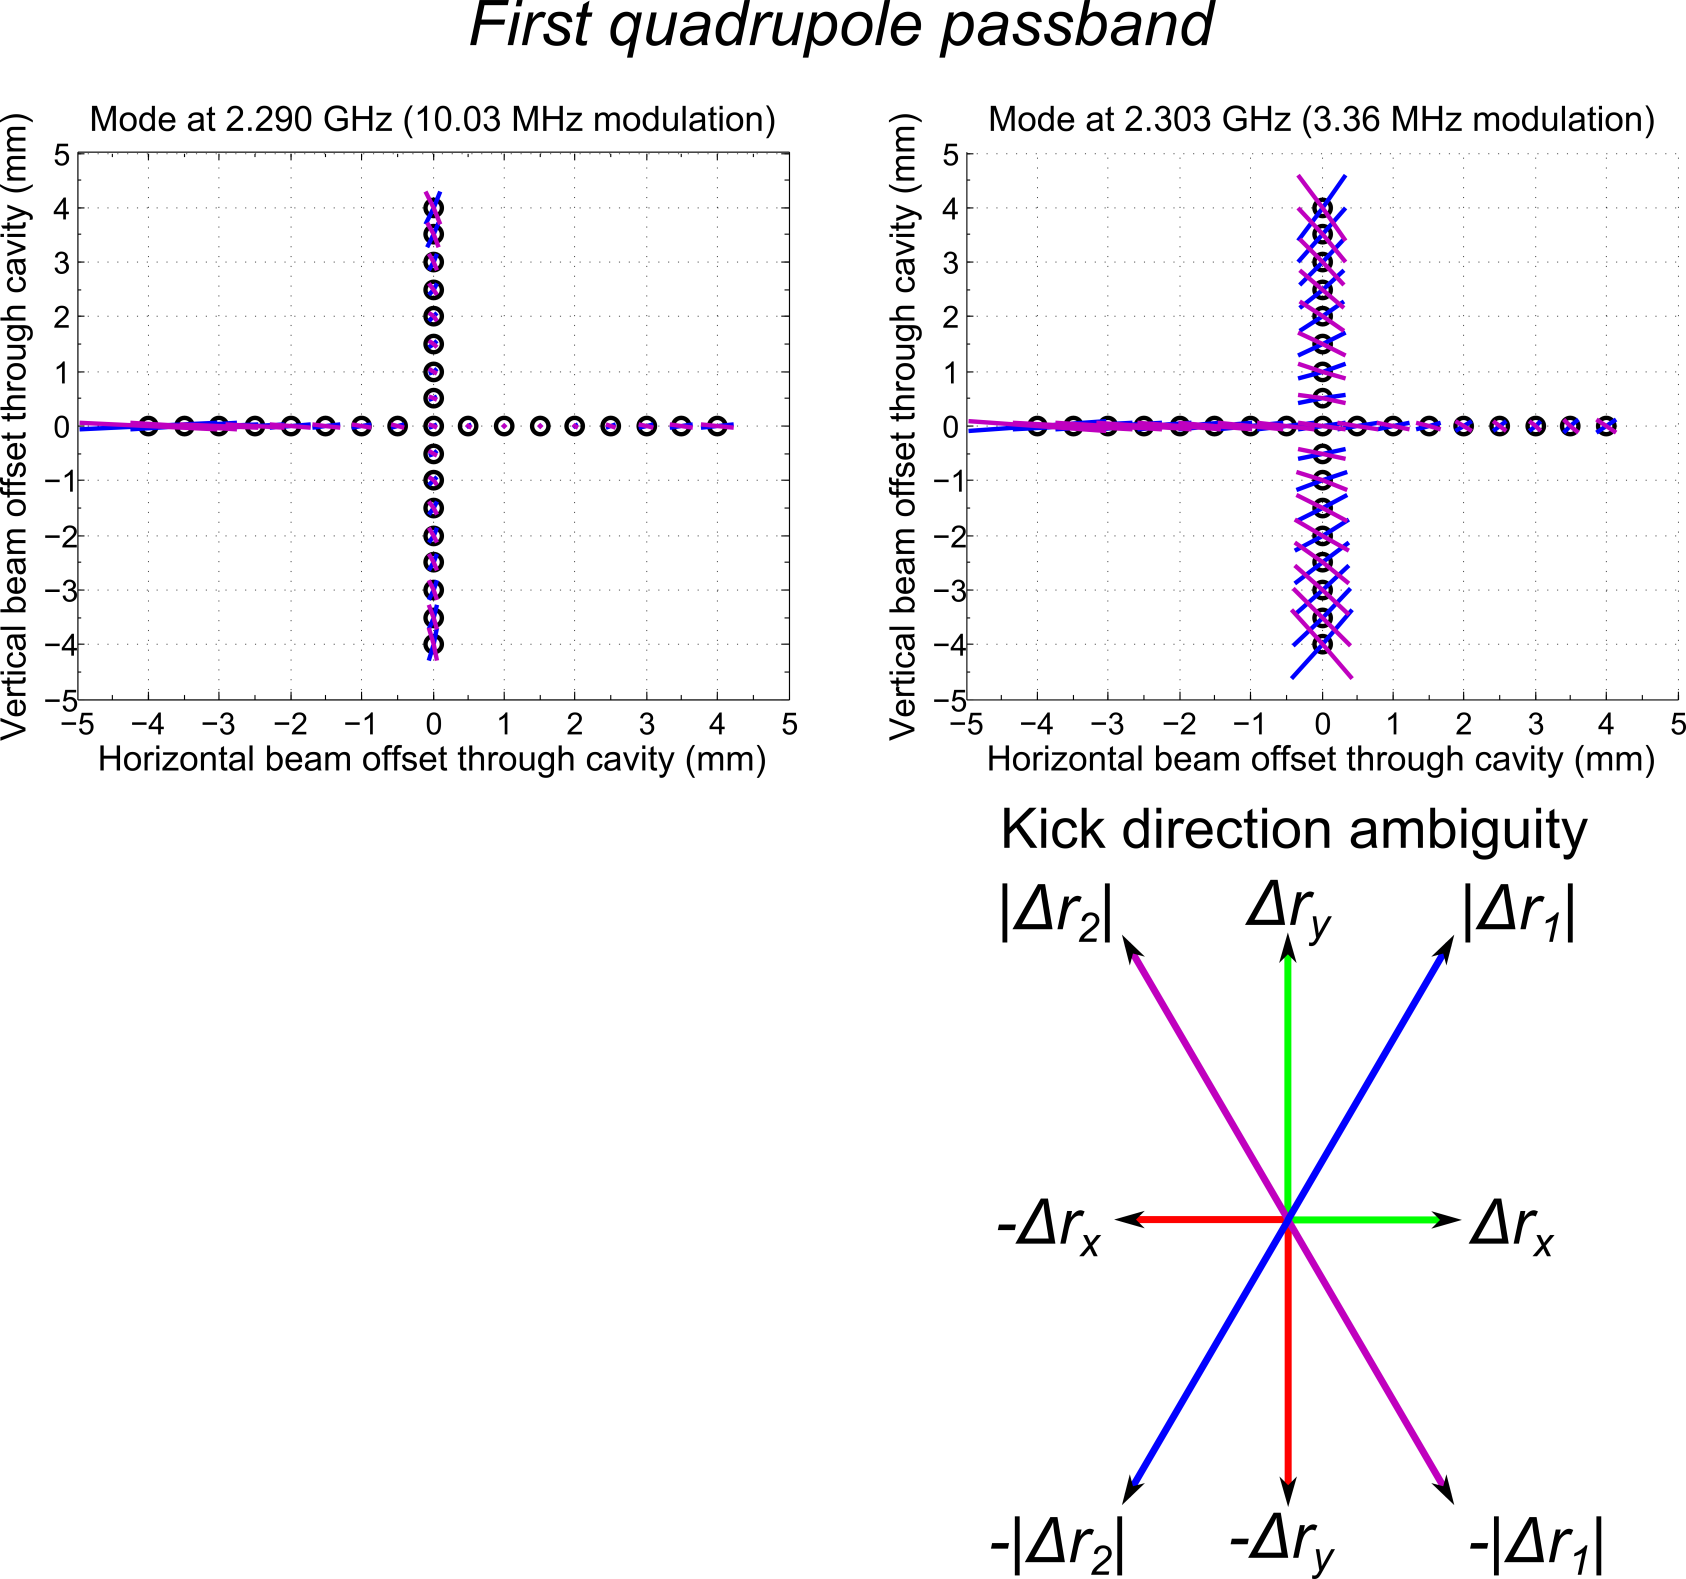 First quadrupole passband
Mode at 2.290 GHz (10.03 MHz modulation)
Vertical beam offset through cavity (mm)
5
4
3
2
1
0
−1
−2
−3
−4
−5
−5 −4 −3 −2 −1 0 1 2 3 4 5
Horizontal beam offset through cavity (mm)
Mode at 2.303 GHz (3.36 MHz modulation)
Vertical beam offset through cavity (mm)
5
4
3
2
1
0
−1
−2
−3
−4
−5
−5 −4 −3 −2 −1 0 1 2 3 4 5
Horizontal beam offset through cavity (mm)
Kick direction ambiguity
|Δr2| Δry |Δr1|
-Δrx Δrx
-|Δr2| -Δry -|Δr1|